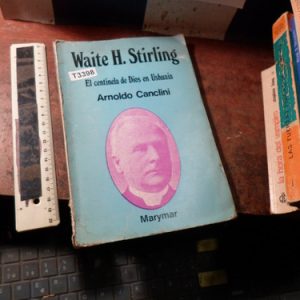 Waite H. Stirling
T3398
El centinela de Dios en Ushuaia
Arnoldo Canclini
Marymar